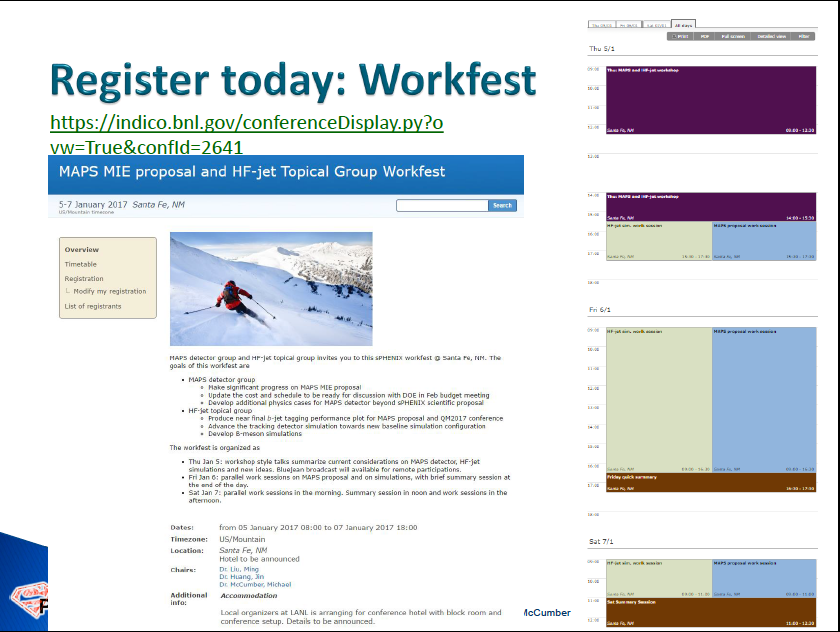 Register today: Workfest
https://indico.bnl.gov/conferenceDisplay.py?o
vw=True&confId=2641
MAPS MIE proposal and HF-jet Topical Group Workfest
5-7 January 2017 Santa Fe, NM
US/Mountain timezone
Search
Overview
Timetable
Registration
Modify my registration
List of registrants
MAPS detector group and HF-jet topical group invites you to this sPHENIX workfest @ Santa Fe, NM. The
goals of this workfest are
• MAPS detector group
Make significant progress on MAPS MIE proposal
Update the cost and schedule to be ready for discussion with DOE in Feb budget meeting
Develop additional physics cases for MAPS detector beyond sPHENIX scientific proposal
• HF-jet topical group
Produce near final b-jet tagging performance plot for MAPS proposal and QM2017 conference
Advance the tracking detector simulation towards new baseline simulation configuration
Develop B-meson simulations
The workfest is organized as
• Thu Jan 5: workshop style talks summarize current considerations on MAPS detector, HF-jet
simulations and new ideas. Bluejean broadcast will available for remote participations.
• Fri Jan 6: parallel work sessions on MAPS proposal and on simulations, with brief summary session at
the end of the day.
• Sat Jan 7: parallel work sessions in the morning. Summary session in noon and work sessions in the
afternoon.
Dates: from 05 January 2017 08:00 to 07 January 2017 18:00
Timezone: US/Mountain
Location: Santa Fe, NM
Hotel to be announced
Chairs: Dr. Liu, Ming
Dr. Huang, Jin
Dr. McCumber, Michael
Additional info: Accommodation
Local organizers at LANL is arranging for conference hotel with block room and
conference setup. Details to be announced.
McCumber
All days
Print PDF Full screen Detailed view Filter
Thu 5/1
09:00
Thu: MAPS and HF-jet workshop
10:00
11:00
12:00
Santa Fe, NM 09:00 - 12:30
13:00
14:00
Thu: MAPS and HF-jet workshop
15:00
Santa Fe, NM 14:00 - 15:30
HF-jet sim. work session MAPS proposal work session
16:00
17:00
Santa Fe, NM 15:30 - 17:30 Santa Fe, NM 15:30 - 17:30
18:00
Fri 6/1
09:00
HF-jet sim. work session MAPS proposal work session
10:00
11:00
12:00
13:00
14:00
15:00
16:00
Santa Fe, NM 09:00 - 16:30 Santa Fe, NM 09:00 - 16:30
Friday quick summary
17:00
Santa Fe, NM 16:30 - 17:30
18:00
Sat 7/1
09:00
HF-jet sim. work session MAPS proposal work session
10:00
Santa Fe, NM 09:00 - 11:00 Santa Fe, NM 09:00 - 11:00
11:00
Sat Summary Session
12:00
Santa Fe, NM 11:00 - 12:30